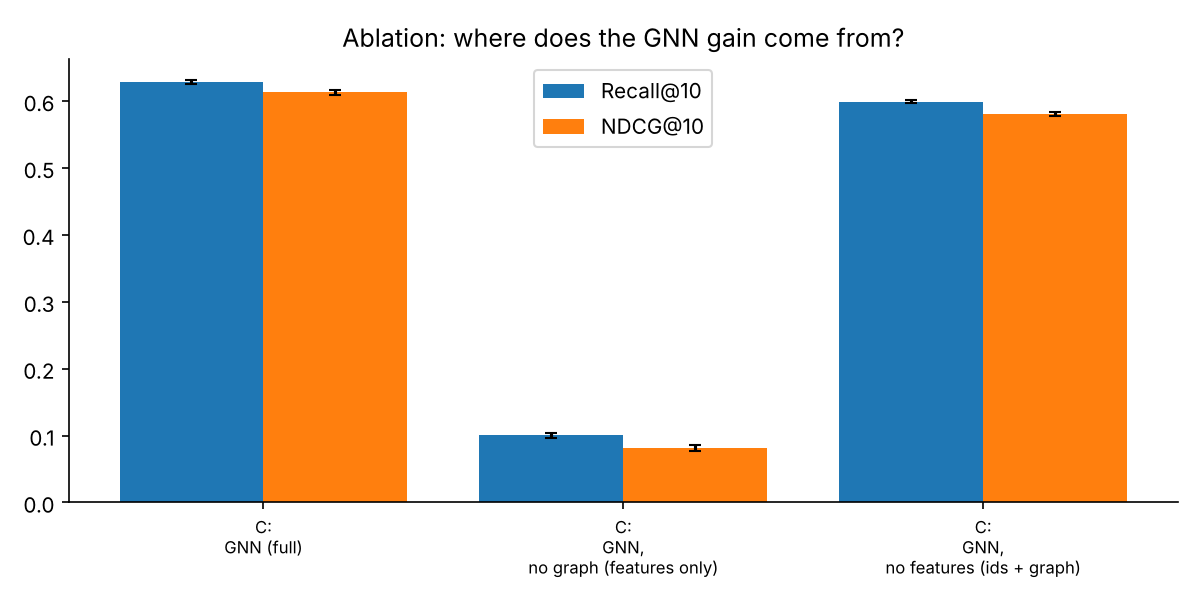 Ablation: where does the GNN gain come from?
Recall@10
NDCG@10
0.6
0.5
0.4
0.3
0.2
0.1
0.0
C:
GNN (full)
C:
GNN,
no graph (features only)
C:
GNN,
no features (ids + graph)